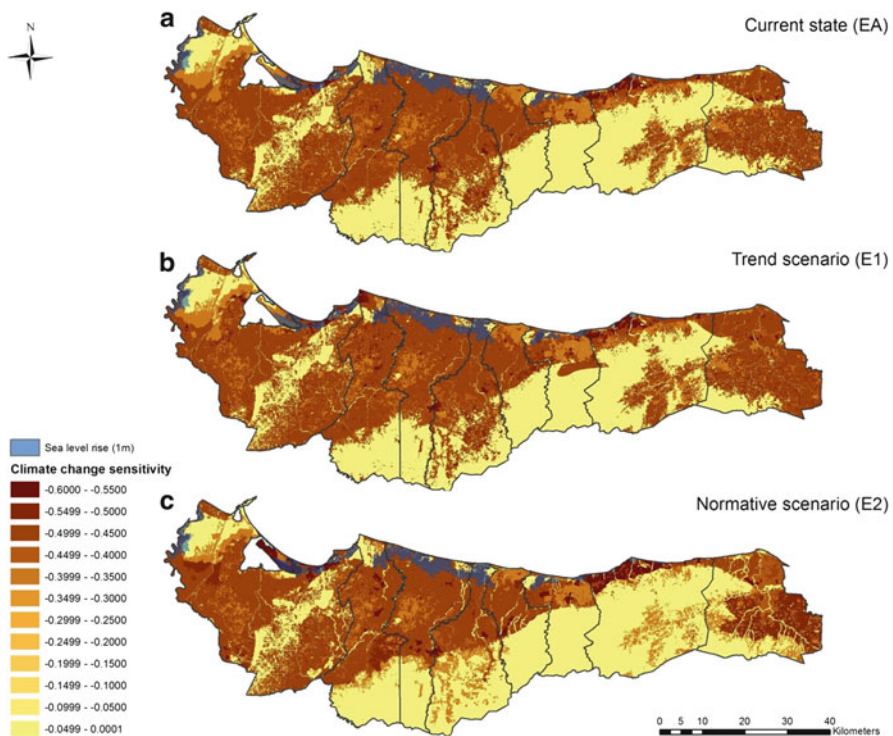 a
Current state (EA)
N
b
Trend scenario (E1)
Sea level rise (1m)
Climate change sensitivity
-0.6000 - -0.5500
-0.5499 - -0.5000
-0.4999 - -0.4500
-0.4499 - -0.4000
-0.3999 - -0.3500
-0.3499 - -0.3000
-0.2999 - -0.2500
-0.2499 - -0.2000
-0.1999 - -0.1500
-0.1499 - -0.1000
-0.0999 - -0.0500
-0.0499 - 0.0001
c
Normative scenario (E2)
0 5 10 20 30 40
Kilometers